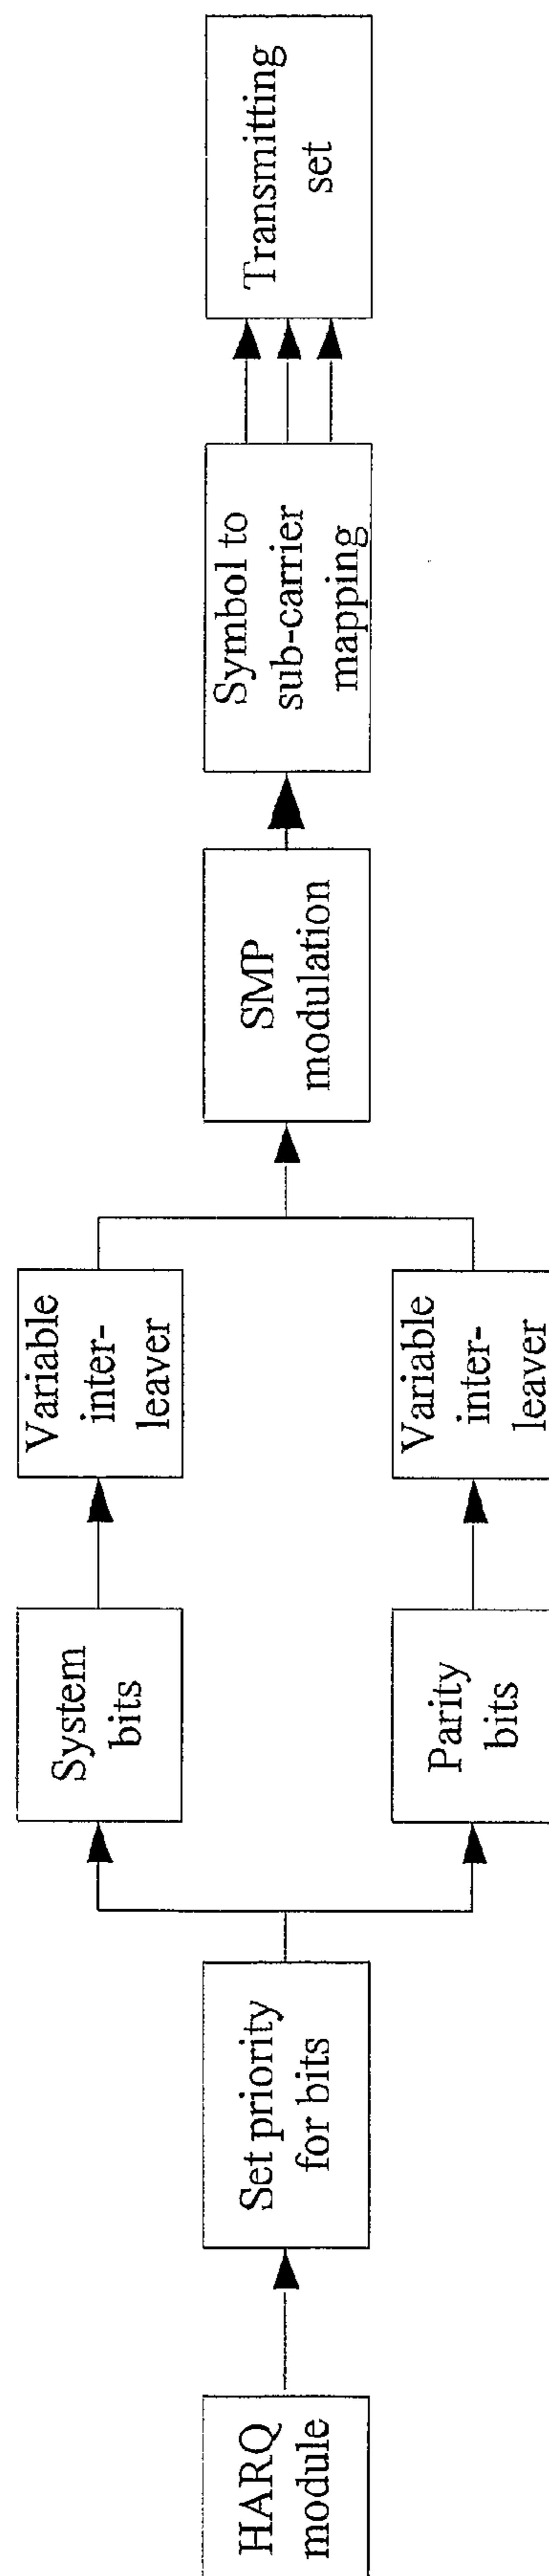 HARQ
module
Set priority
for bits
System
bits
Variable
inter-
leaver
Parity
bits
Variable
inter-
leaver
SMP
modulation
Symbol to
sub-carrier
mapping
Transmitting
set